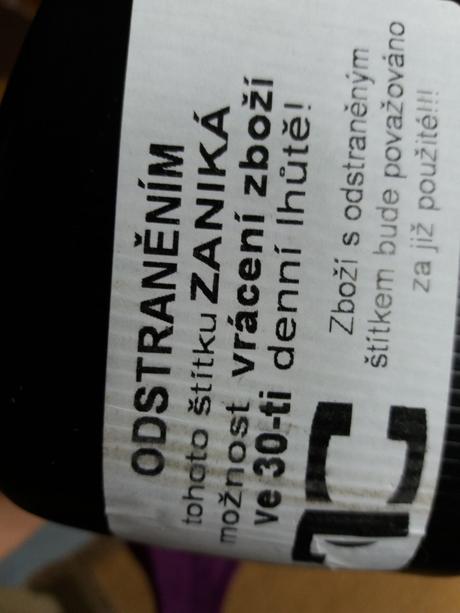 ODSTRANĚNÍM
tohoto štítku ZANIKÁ
možnost vrácení zboží
ve 30-ti denní lhůtě!
Zboží s odstraněným
štítkem bude považováno
za již použité!!!